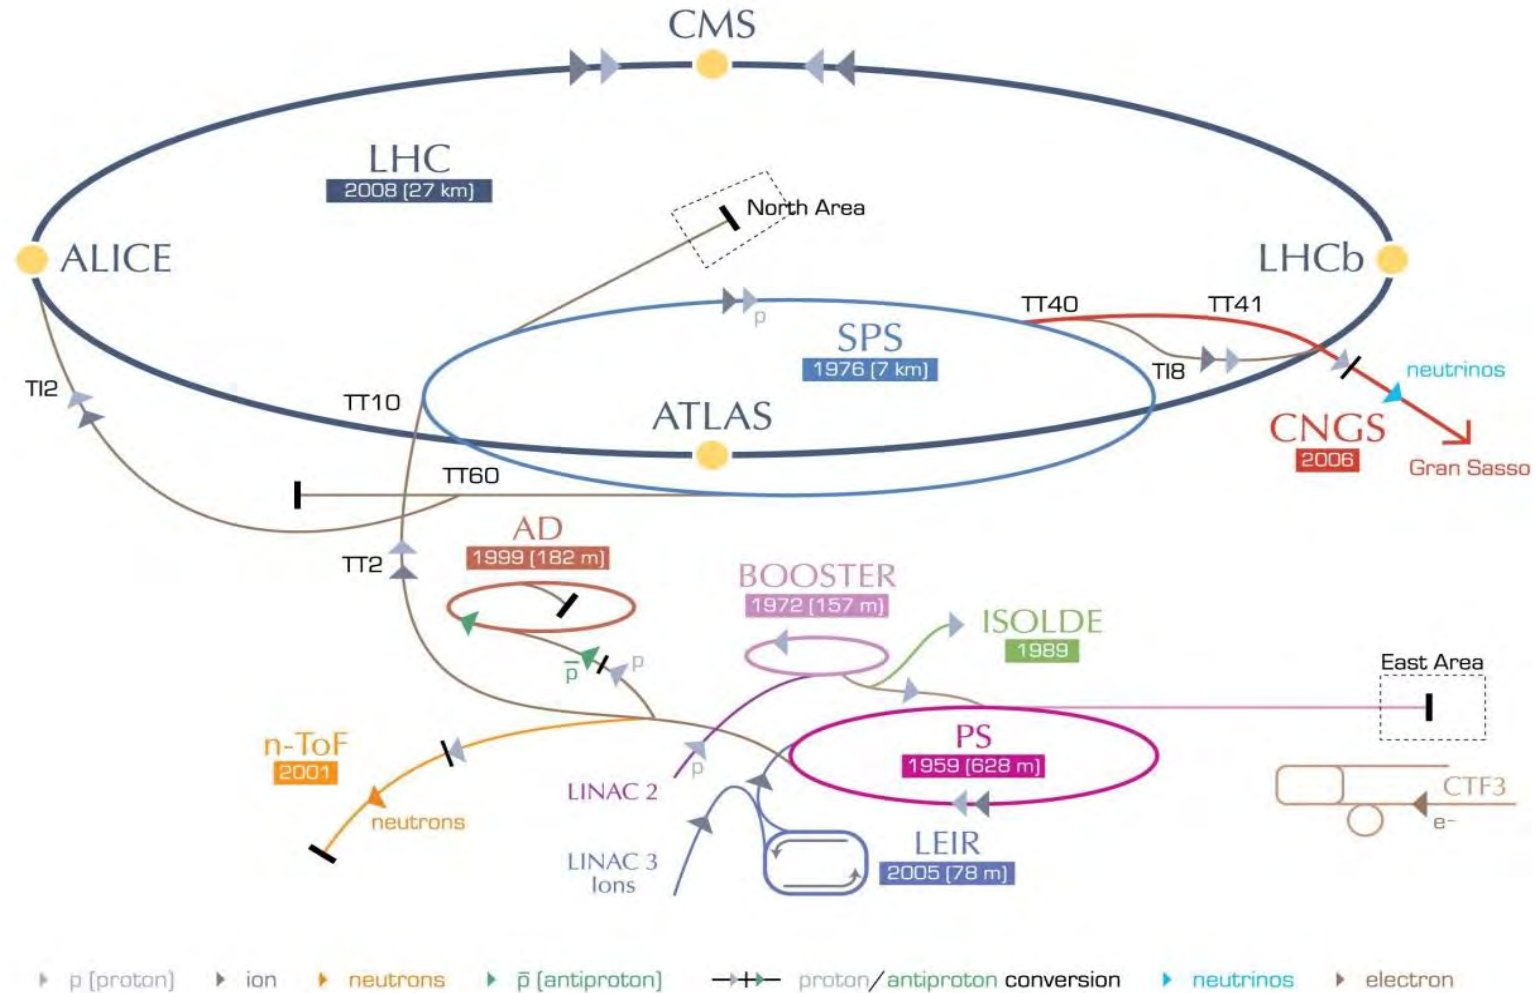 CMS
LHC
2008 (27 km)
North Area
ALICE
LHCb
TT40
TT41
p
SPS
1976 (7 km)
TI8
neutrinos
TI2
TT10
ATLAS
CNGS
2006
Gran Sasso
TT60
AD
1999 (182 m)
TT2
BOOSTER
1972 (157 m)
ISOLDE
1989
p̅
p
East Area
n-ToF
2001
PS
1959 (628 m)
p
LINAC 2
neutrons
CTF3
e-
LINAC 3
Ions
LEIR
2005 (78 m)
p (proton)
ion
neutrons
p̅ (antiproton)
proton/antiproton conversion
neutrinos
electron